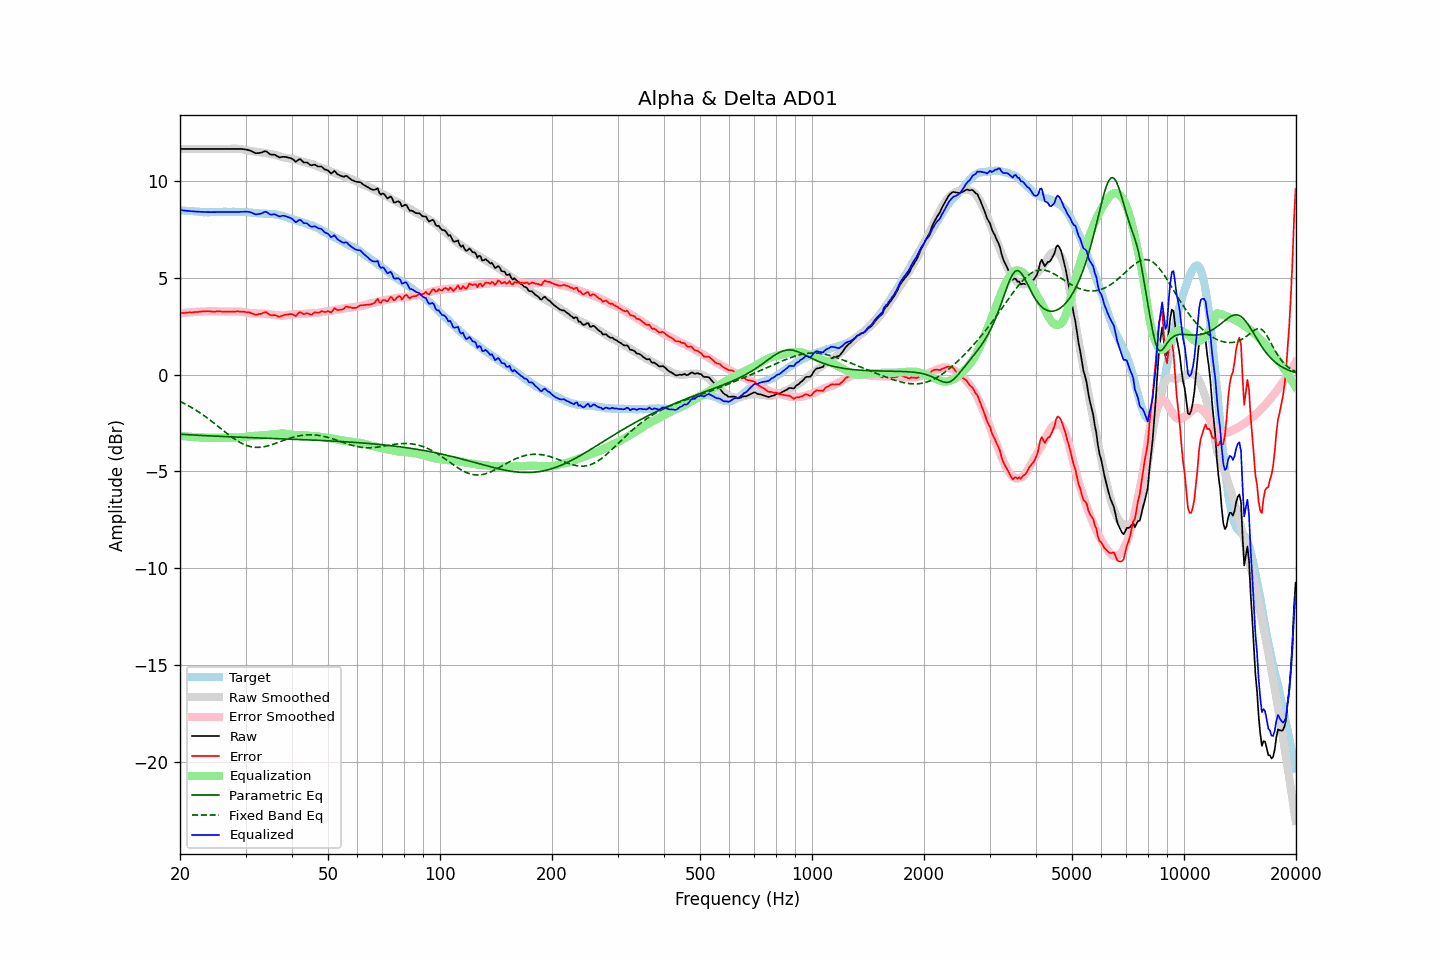 Alpha & Delta AD01
Amplitude (dBr)
10
5
0
−5
−10
−15
−20
Target
Raw Smoothed
Error Smoothed
Raw
Error
Equalization
Parametric Eq
Fixed Band Eq
Equalized
20 50 100 200 500 1000 2000 5000 10000 20000
Frequency (Hz)